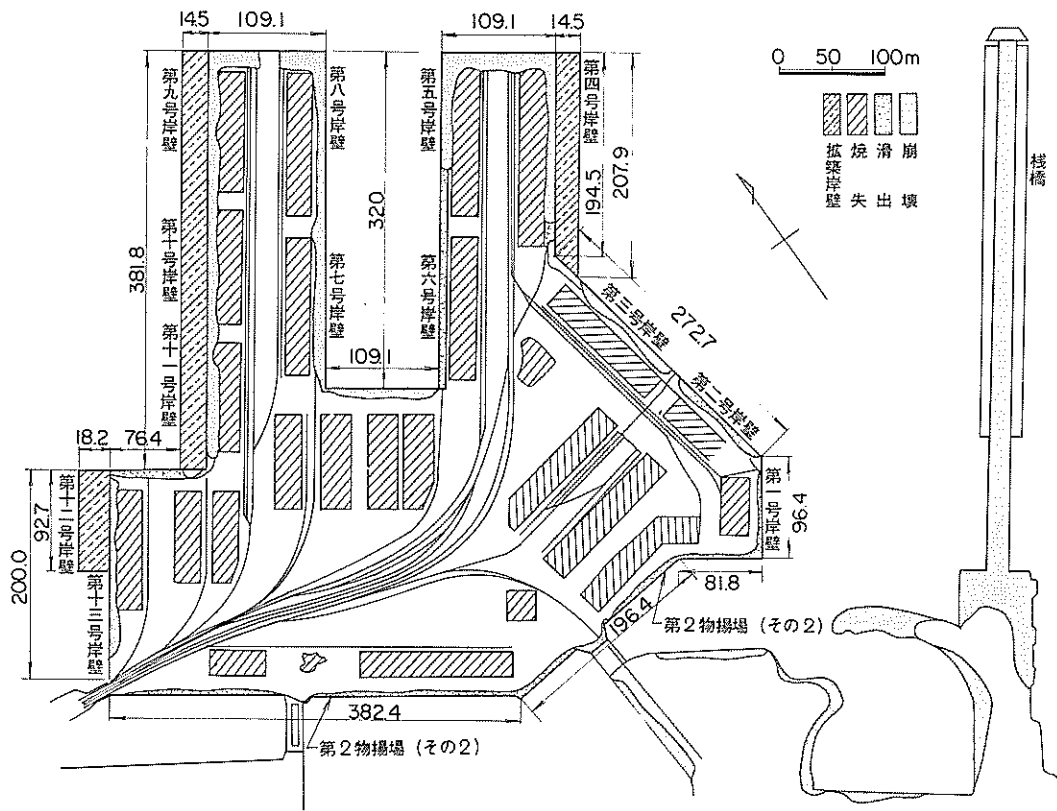 14.5
109.1
109.1
14.5
0 50 100m
拡築岸壁
焼失
滑出
崩壊
桟橋
第九号岸壁
第八号岸壁
第五号岸壁
第四号岸壁
381.8
320
194.5
207.9
第十号岸壁
第七号岸壁
第六号岸壁
第三号岸壁
272.7
第二号岸壁
第十一号岸壁
109.1
18.2
76.4
第十二号岸壁
92.7
200.0
第十三号岸壁
第一号岸壁
96.4
81.8
196.4
第2物揚場(その2)
382.4
第2物揚場(その2)